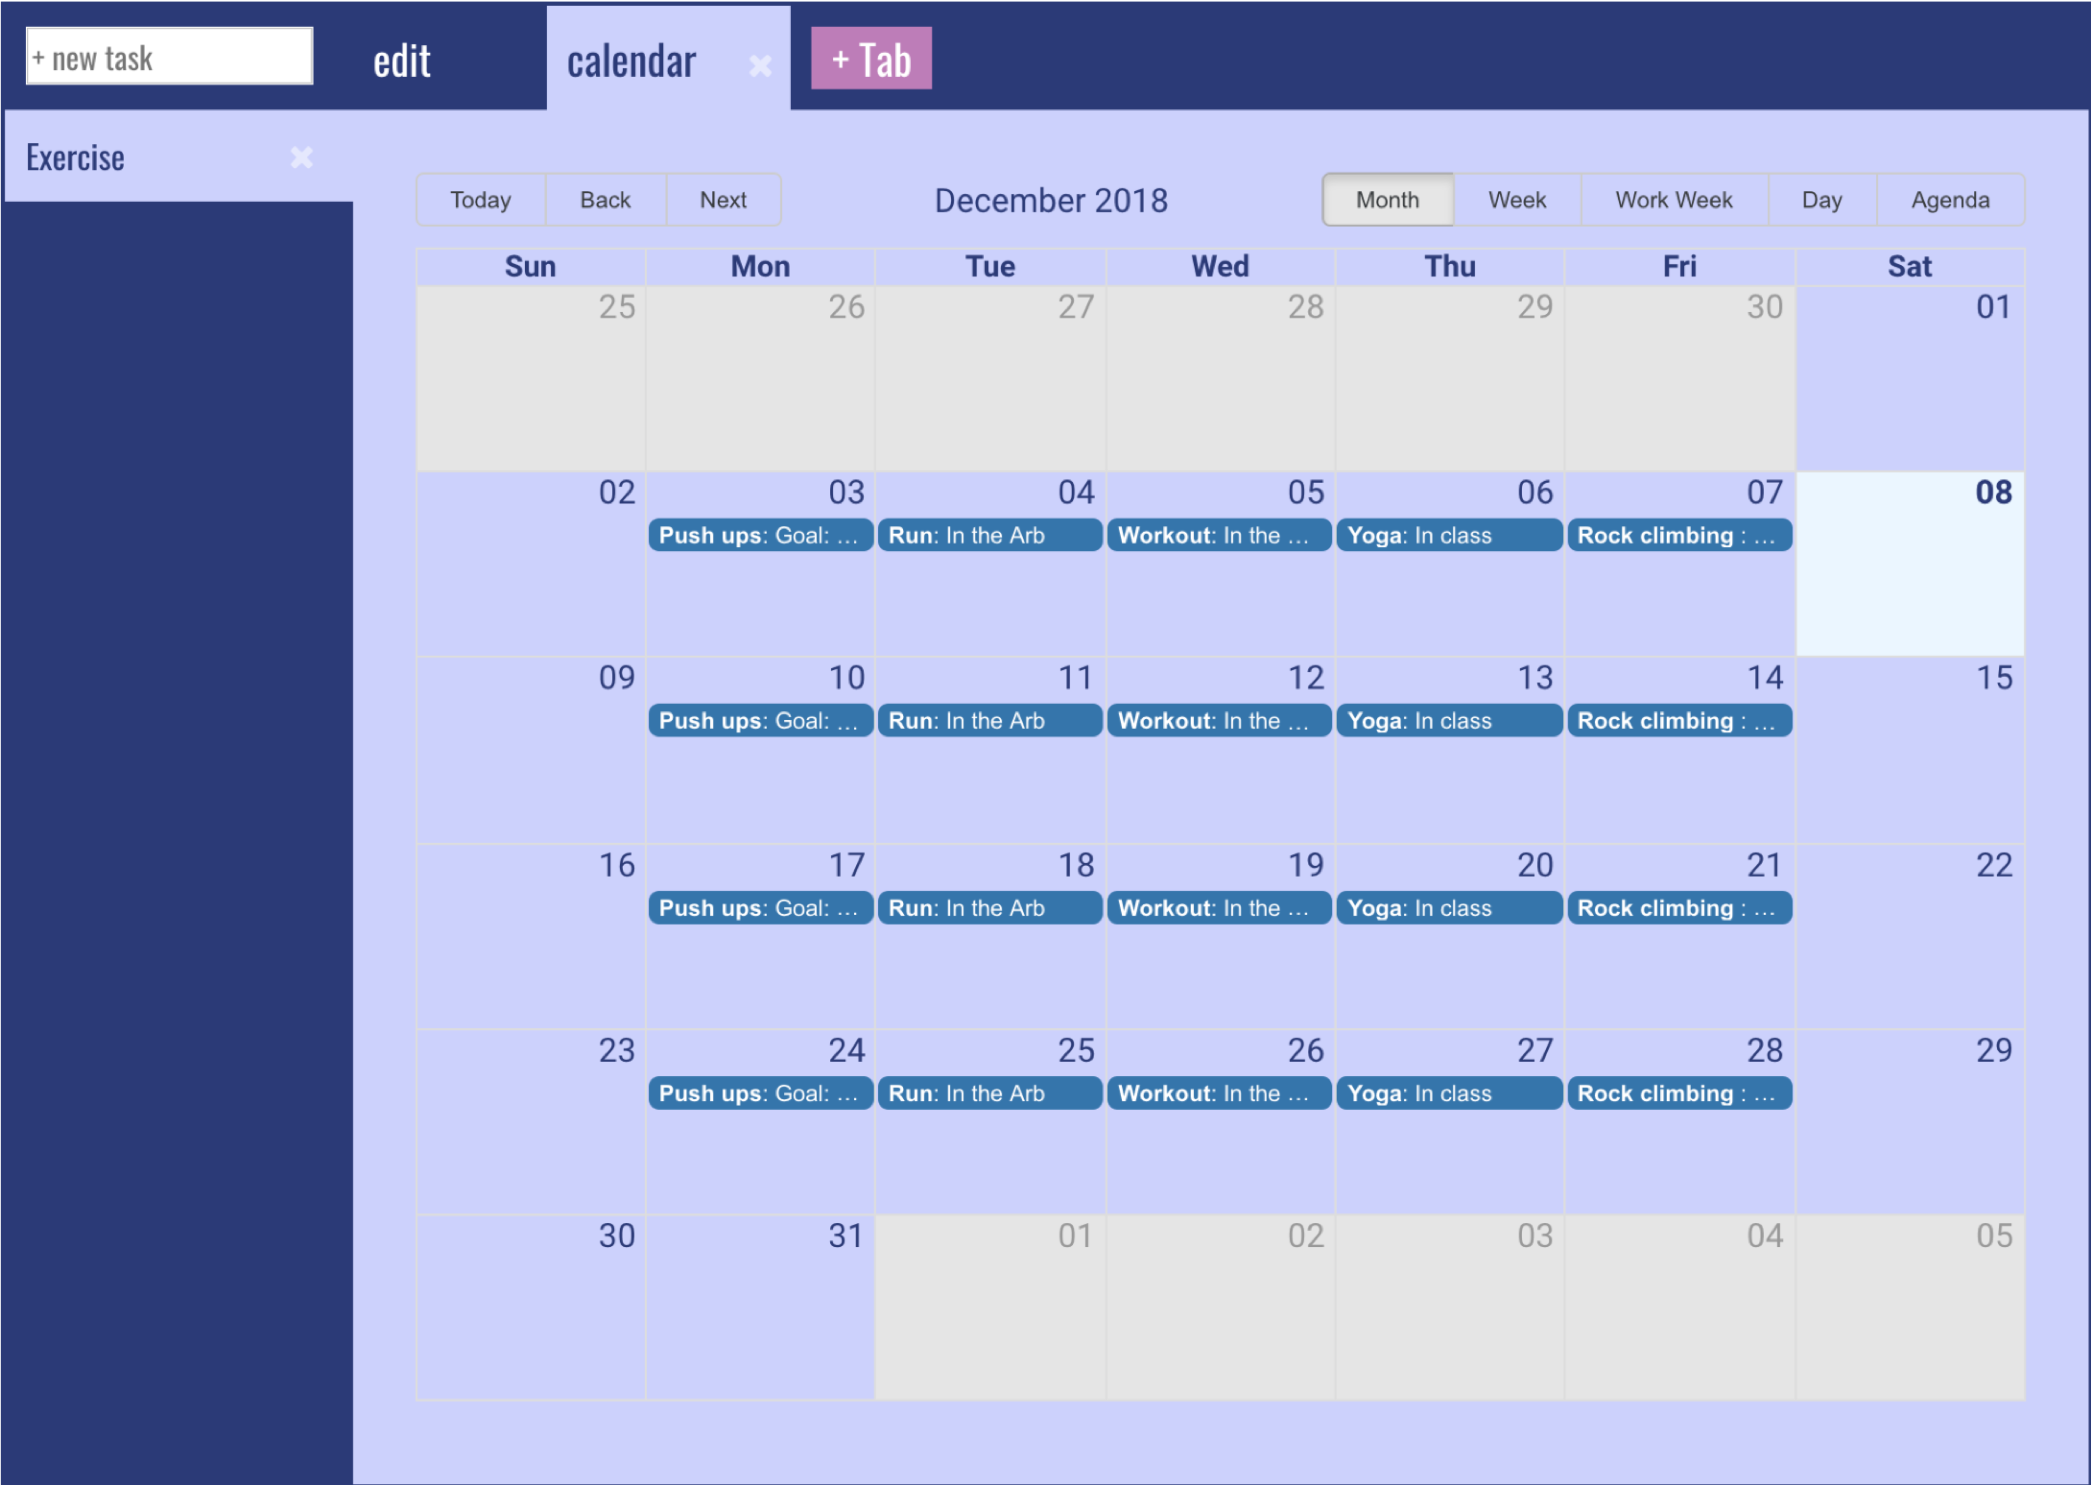 + new task edit calendar × + Tab
Exercise ×
Today Back Next December 2018 Month Week Work Week Day Agenda
Sun Mon Tue Wed Thu Fri Sat
25 26 27 28 29 30 01
02 03 04 05 06 07 08
Push ups: Goal: ... Run: In the Arb Workout: In the ... Yoga: In class Rock climbing : ...
09 10 11 12 13 14 15
Push ups: Goal: ... Run: In the Arb Workout: In the ... Yoga: In class Rock climbing : ...
16 17 18 19 20 21 22
Push ups: Goal: ... Run: In the Arb Workout: In the ... Yoga: In class Rock climbing : ...
23 24 25 26 27 28 29
Push ups: Goal: ... Run: In the Arb Workout: In the ... Yoga: In class Rock climbing : ...
30 31 01 02 03 04 05